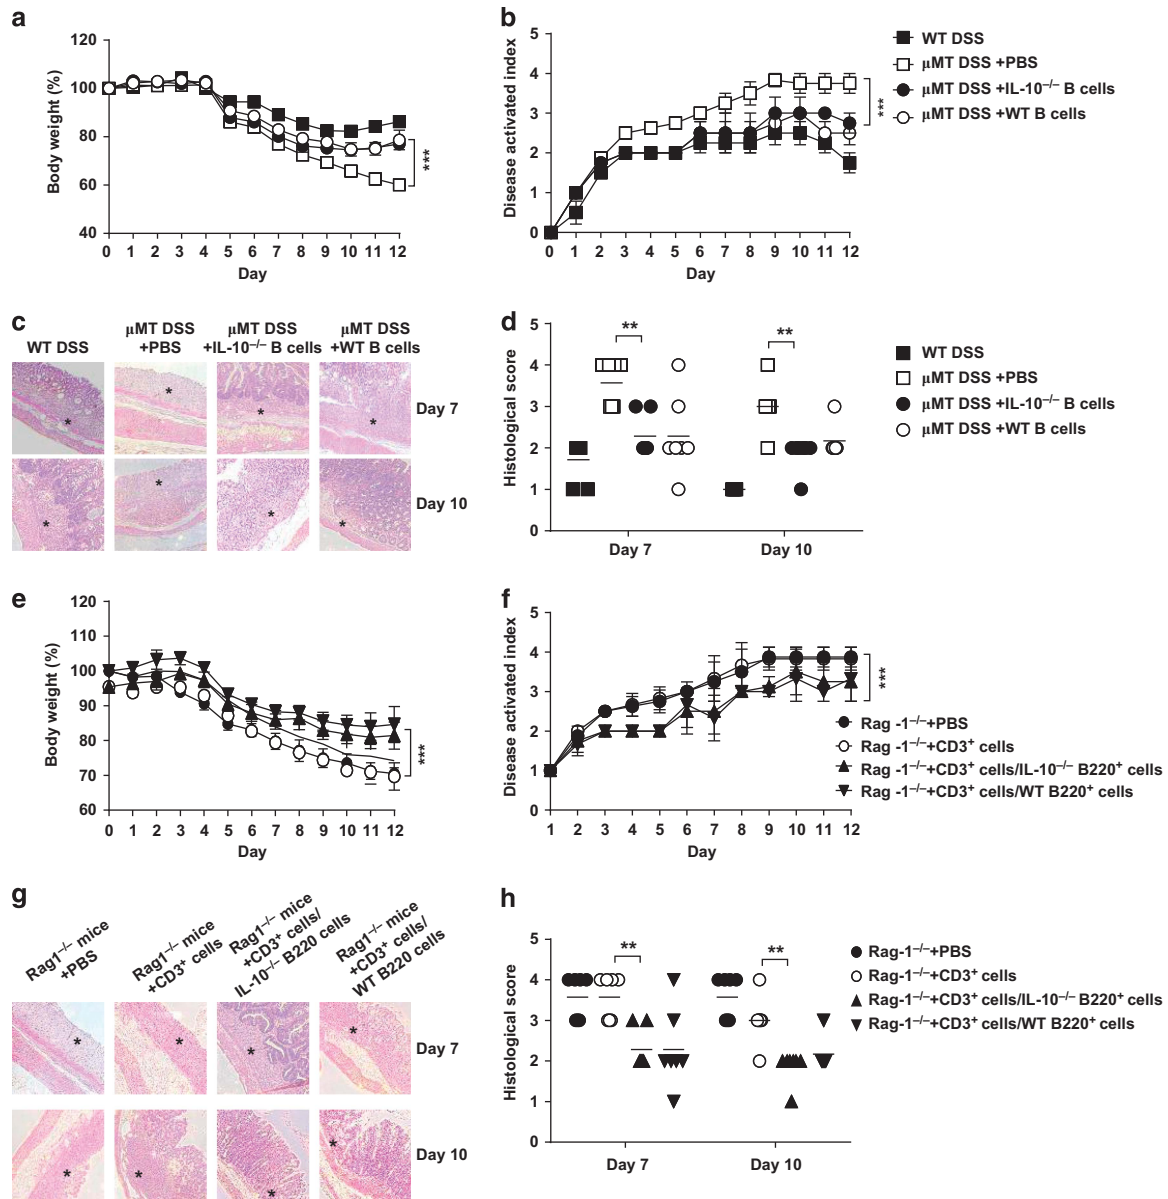 a
120
100
80
60
40
Body weight (%)
0 1 2 3 4 5 6 7 8 9 10 11 12
Day
***
b
5
4
3
2
1
0
Disease activated index
0 1 2 3 4 5 6 7 8 9 10 11 12
Day
***
WT DSS
µMT DSS +PBS
µMT DSS +IL-10–/– B cells
µMT DSS +WT B cells
c
WT DSS
µMT DSS
+PBS
µMT DSS
+IL-10–/– B cells
µMT DSS
+WT B cells
* * * *
Day 7
* * * *
Day 10
d
5
4
3
2
1
0
Histological score
** **
Day 7 Day 10
WT DSS
µMT DSS +PBS
µMT DSS +IL-10–/– B cells
µMT DSS +WT B cells
e
120
110
100
90
80
70
60
Body weight (%)
0 1 2 3 4 5 6 7 8 9 10 11 12
Day
***
f
5
4
3
2
1
0
Disease activated index
1 2 3 4 5 6 7 8 9 10 11 12
Day
***
Rag -1–/–+PBS
Rag -1–/–+CD3+ cells
Rag -1–/–+CD3+ cells/IL-10–/– B220+ cells
Rag -1–/–+CD3+ cells/WT B220+ cells
g
Rag1–/– mice
+PBS
Rag1–/– mice
+CD3+ cells
Rag1–/– mice
+CD3+ cells/
IL-10–/– B220 cells
Rag1–/– mice
+CD3+ cells/
WT B220 cells
* * * *
Day 7
* * * *
Day 10
h
5
4
3
2
1
0
Histological score
** **
Day 7 Day 10
Rag-1–/–+PBS
Rag-1–/–+CD3+ cells
Rag-1–/–+CD3+ cells/IL-10–/– B220+ cells
Rag-1–/–+CD3+ cells/WT B220+ cells